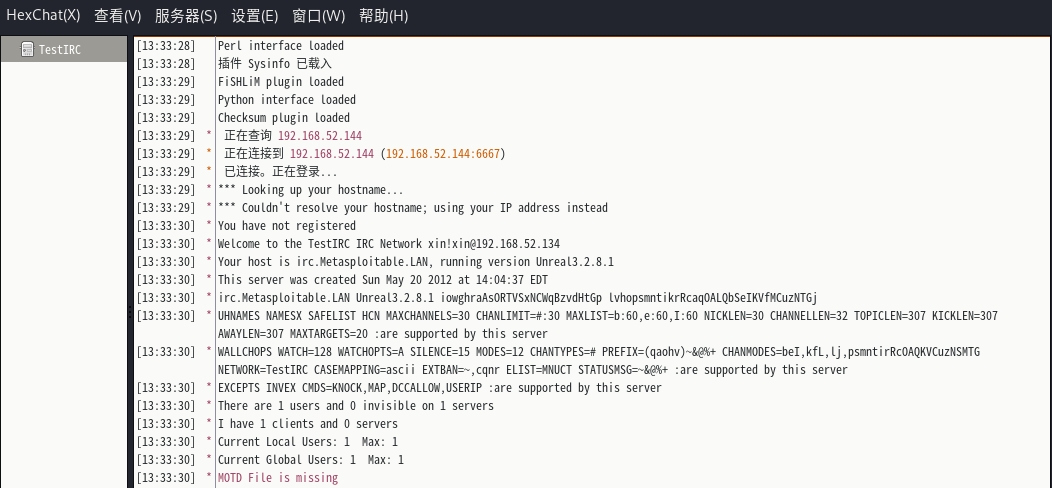 HexChat(X) 查看(V) 服务器(S) 设置(E) 窗口(W) 帮助(H)
TestIRC
[13:33:28] Perl interface loaded
[13:33:28] 插件 Sysinfo 已载入
[13:33:29] FiSHLiM plugin loaded
[13:33:29] Python interface loaded
[13:33:29] Checksum plugin loaded
[13:33:29] * 正在查询 192.168.52.144
[13:33:29] * 正在连接到 192.168.52.144 (192.168.52.144:6667)
[13:33:29] * 已连接。正在登录...
[13:33:29] * *** Looking up your hostname...
[13:33:29] * *** Couldn't resolve your hostname; using your IP address instead
[13:33:30] * You have not registered
[13:33:30] * Welcome to the TestIRC IRC Network xin!xin@192.168.52.134
[13:33:30] * Your host is irc.Metasploitable.LAN, running version Unreal3.2.8.1
[13:33:30] * This server was created Sun May 20 2012 at 14:04:37 EDT
[13:33:30] * irc.Metasploitable.LAN Unreal3.2.8.1 iowghraAsORTVSxNCWqBzvdHtGp lvhopsmntikrRcaqOALQbSeIKVfMCuzNTGj
[13:33:30] * UHNAMES NAMESX SAFELIST HCN MAXCHANNELS=30 CHANLIMIT=#:30 MAXLIST=b:60,e:60,I:60 NICKLEN=30 CHANNELLEN=32 TOPICLEN=307 KICKLEN=307
AWAYLEN=307 MAXTARGETS=20 :are supported by this server
[13:33:30] * WALLCHOPS WATCH=128 WATCHOPTS=A SILENCE=15 MODES=12 CHANTYPES=# PREFIX=(qaohv)~&@%+ CHANMODES=beI,kfL,lj,psmntirRcOAQKVCuzNSMTG
NETWORK=TestIRC CASEMAPPING=ascii EXTBAN=~,cqnr ELIST=MNUCT STATUSMSG=~&@%+ :are supported by this server
[13:33:30] * EXCEPTS INVEX CMDS=KNOCK,MAP,DCCALLOW,USERIP :are supported by this server
[13:33:30] * There are 1 users and 0 invisible on 1 servers
[13:33:30] * I have 1 clients and 0 servers
[13:33:30] * Current Local Users: 1  Max: 1
[13:33:30] * Current Global Users: 1  Max: 1
[13:33:30] * MOTD File is missing